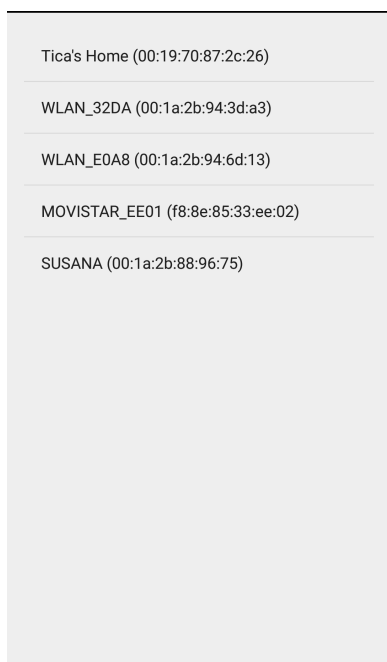 Tica's Home (00:19:70:87:2c:26)
WLAN_32DA (00:1a:2b:94:3d:a3)
WLAN_E0A8 (00:1a:2b:94:6d:13)
MOVISTAR_EE01 (f8:8e:85:33:ee:02)
SUSANA (00:1a:2b:88:96:75)